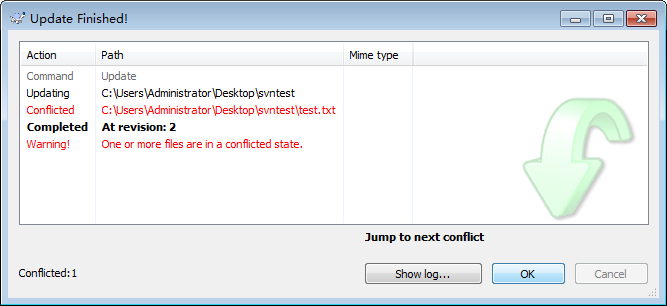 Update Finished!
Action Path Mime type
Command Update
Updating C:\Users\Administrator\Desktop\svntest
Conflicted C:\Users\Administrator\Desktop\svntest\test.txt
Completed At revision: 2
Warning! One or more files are in a conflicted state.
Jump to next conflict
Conflicted:1 Show log... OK Cancel